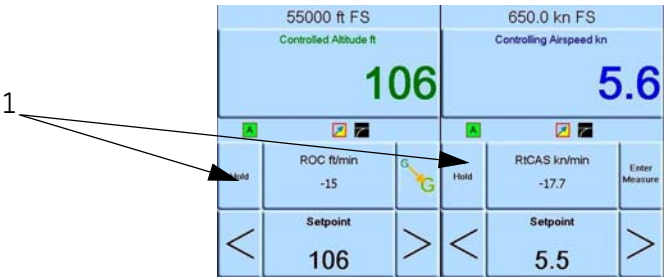 55000 ft FS 650.0 kn FS
Controlled Altitude ft Controlling Airspeed kn
106 5.6
1
A A
Hold ROC ft/min G G Hold RtCAS kn/min Enter Measure
-15 -17.7
Setpoint Setpoint
< 106 > < 5.5 >